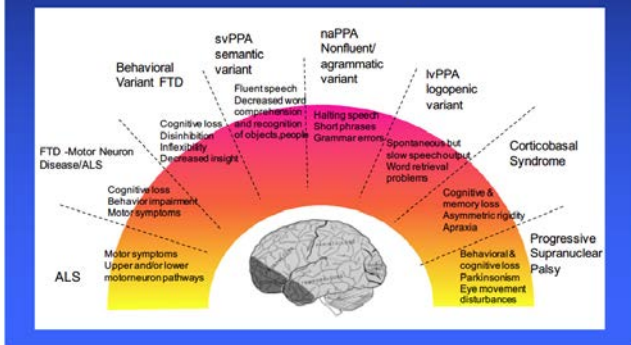 ALS
Motor symptoms
Upper and/or lower
motorneuron pathways
FTD -Motor Neuron
Disease/ALS
Cognitive loss
Behavior impairment
Motor symptoms
Behavioral
Variant FTD
Cognitive loss
Disinhibition
Inflexibility
Decreased insight
svPPA
semantic
variant
Fluent speech
Decreased word
comprehension
and recognition
of objects,people
naPPA
Nonfluent/
agrammatic
variant
Halting speech
Short phrases
Grammar errors
lvPPA
logopenic
variant
Spontaneous but
slow speech output
Word retrieval
problems
Corticobasal
Syndrome
Cognitive &
memory loss
Asymmetric rigidity
Apraxia
Progressive
Supranuclear
Palsy
Behavioral &
cognitive loss
Parkinsonism
Eye movement
disturbances